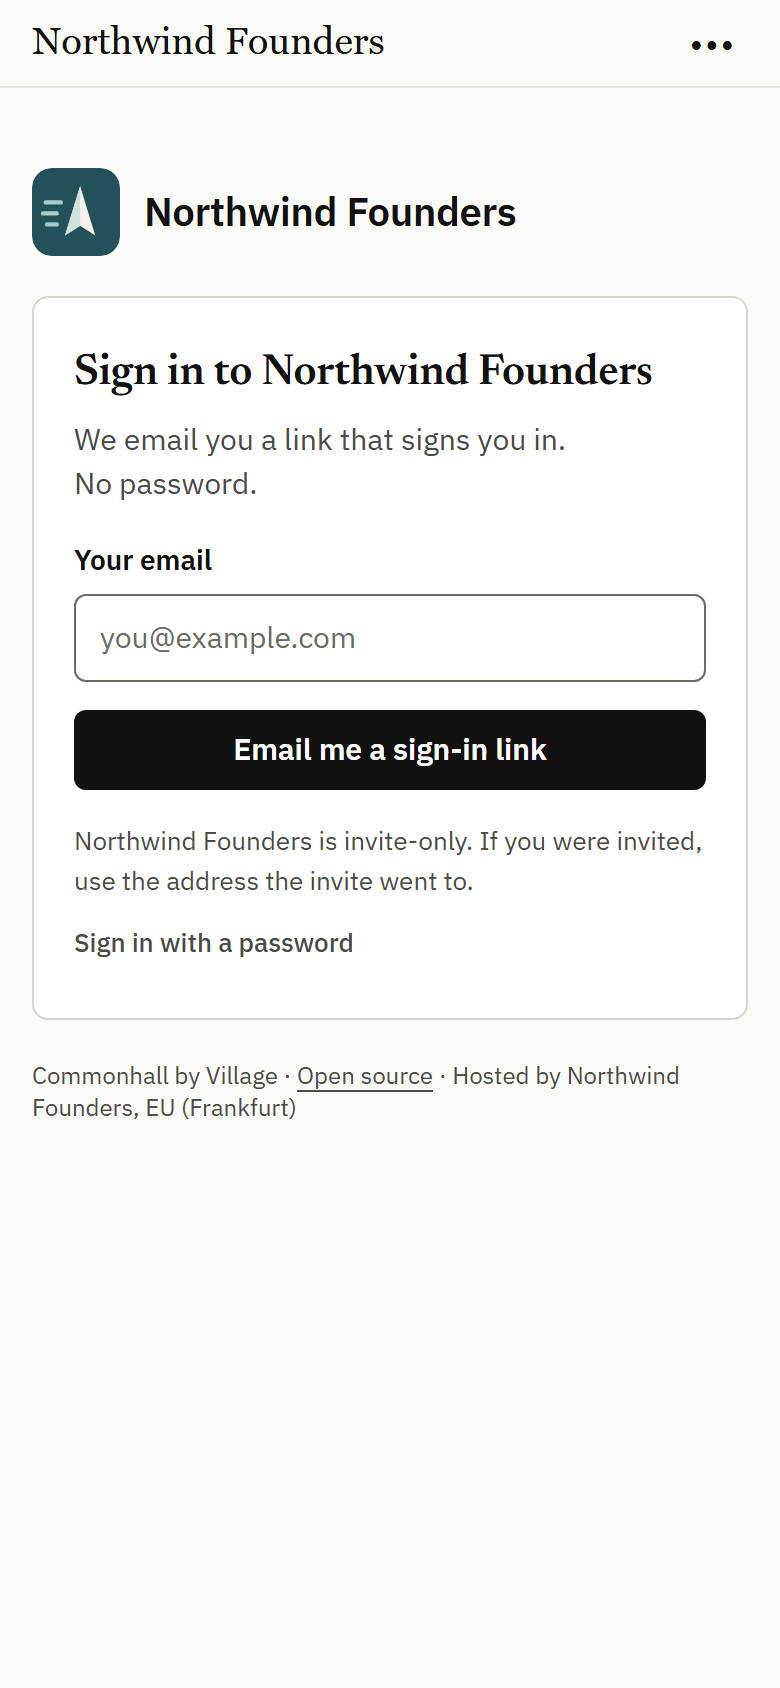 Northwind Founders
Northwind Founders
Sign in to Northwind Founders
We email you a link that signs you in.
No password.
Your email
you@example.com
Email me a sign-in link
Northwind Founders is invite-only. If you were invited,
use the address the invite went to.
Sign in with a password
Commonhall by Village · Open source · Hosted by Northwind
Founders, EU (Frankfurt)